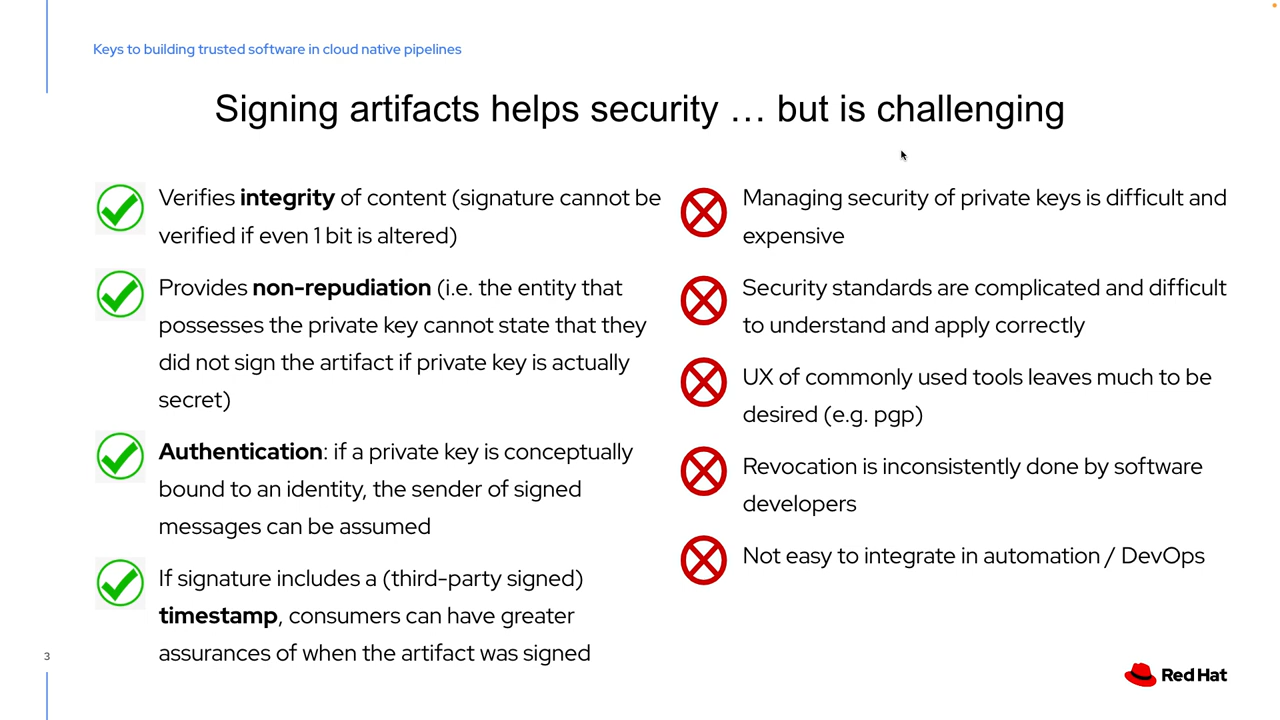 Keys to building trusted software in cloud native pipelines
Signing artifacts helps security … but is challenging
Verifies integrity of content (signature cannot be
verified if even 1 bit is altered)
Provides non-repudiation (i.e. the entity that
possesses the private key cannot state that they
did not sign the artifact if private key is actually
secret)
Authentication: if a private key is conceptually
bound to an identity, the sender of signed
messages can be assumed
If signature includes a (third-party signed)
timestamp, consumers can have greater
assurances of when the artifact was signed
Managing security of private keys is difficult and
expensive
Security standards are complicated and difficult
to understand and apply correctly
UX of commonly used tools leaves much to be
desired (e.g. pgp)
Revocation is inconsistently done by software
developers
Not easy to integrate in automation / DevOps
3
Red Hat